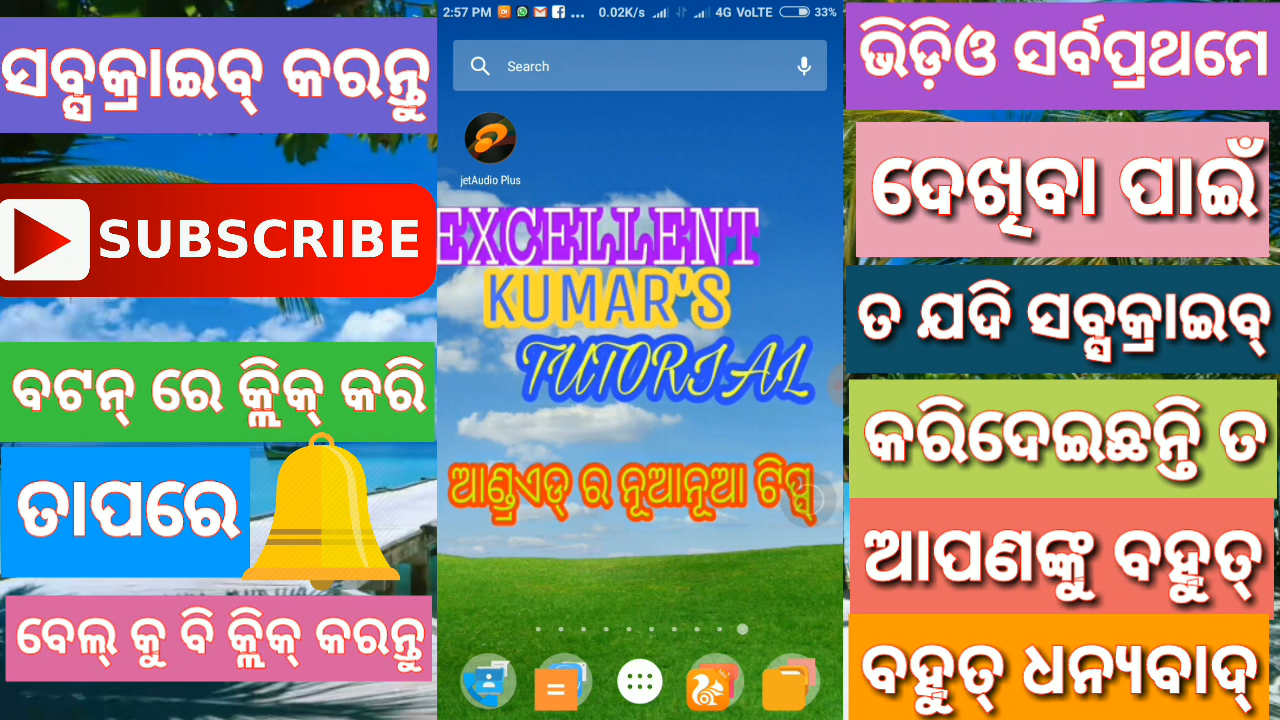 ସବ୍ସକ୍ରାଇବ୍ କରନ୍ତୁ
SUBSCRIBE
ବଟନ୍ ରେ କ୍ଲିକ୍ କରି
ତାପରେ
ବେଲ୍ କୁ ବି କ୍ଲିକ୍ କରନ୍ତୁ
2:57 PM ... 0.02K/s 4G VoLTE 33%
Search
jetAudio Plus
EXCELLENT
KUMAR'S
TUTORIAL
ଆଣ୍ଡ୍ରଏଡ୍ ର ନୂଆନୂଆ ଟିପ୍ସ୍
ଭିଡ଼ିଓ ସର୍ବପ୍ରଥମେ
ଦେଖିବା ପାଇଁ
ତ ଯଦି ସବ୍ସକ୍ରାଇବ୍
କରିଦେଇଛନ୍ତି ତ
ଆପଣଙ୍କୁ ବହୁତ୍
ବହୁତ୍ ଧନ୍ୟବାଦ୍